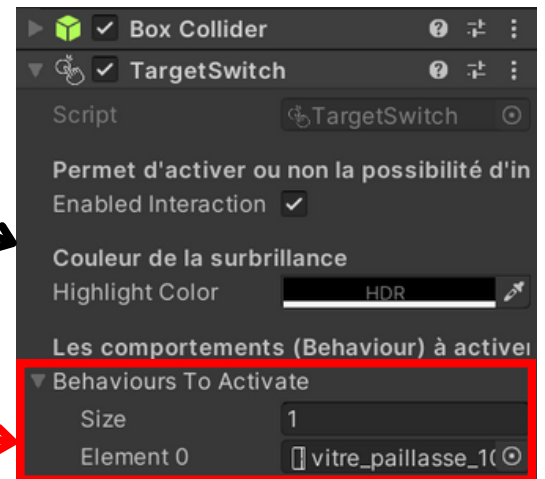 Box Collider
TargetSwitch
Script TargetSwitch
Permet d'activer ou non la possibilité d'in
Enabled Interaction
Couleur de la surbrillance
Highlight Color HDR
Les comportements (Behaviour) à activer
Behaviours To Activate
Size 1
Element 0 vitre_paillasse_10